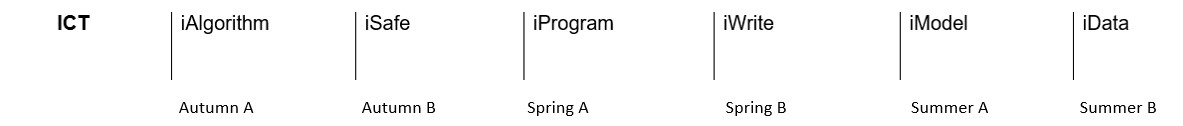 ICT iAlgorithm iSafe iProgram iWrite iModel iData
Autumn A Autumn B Spring A Spring B Summer A Summer B